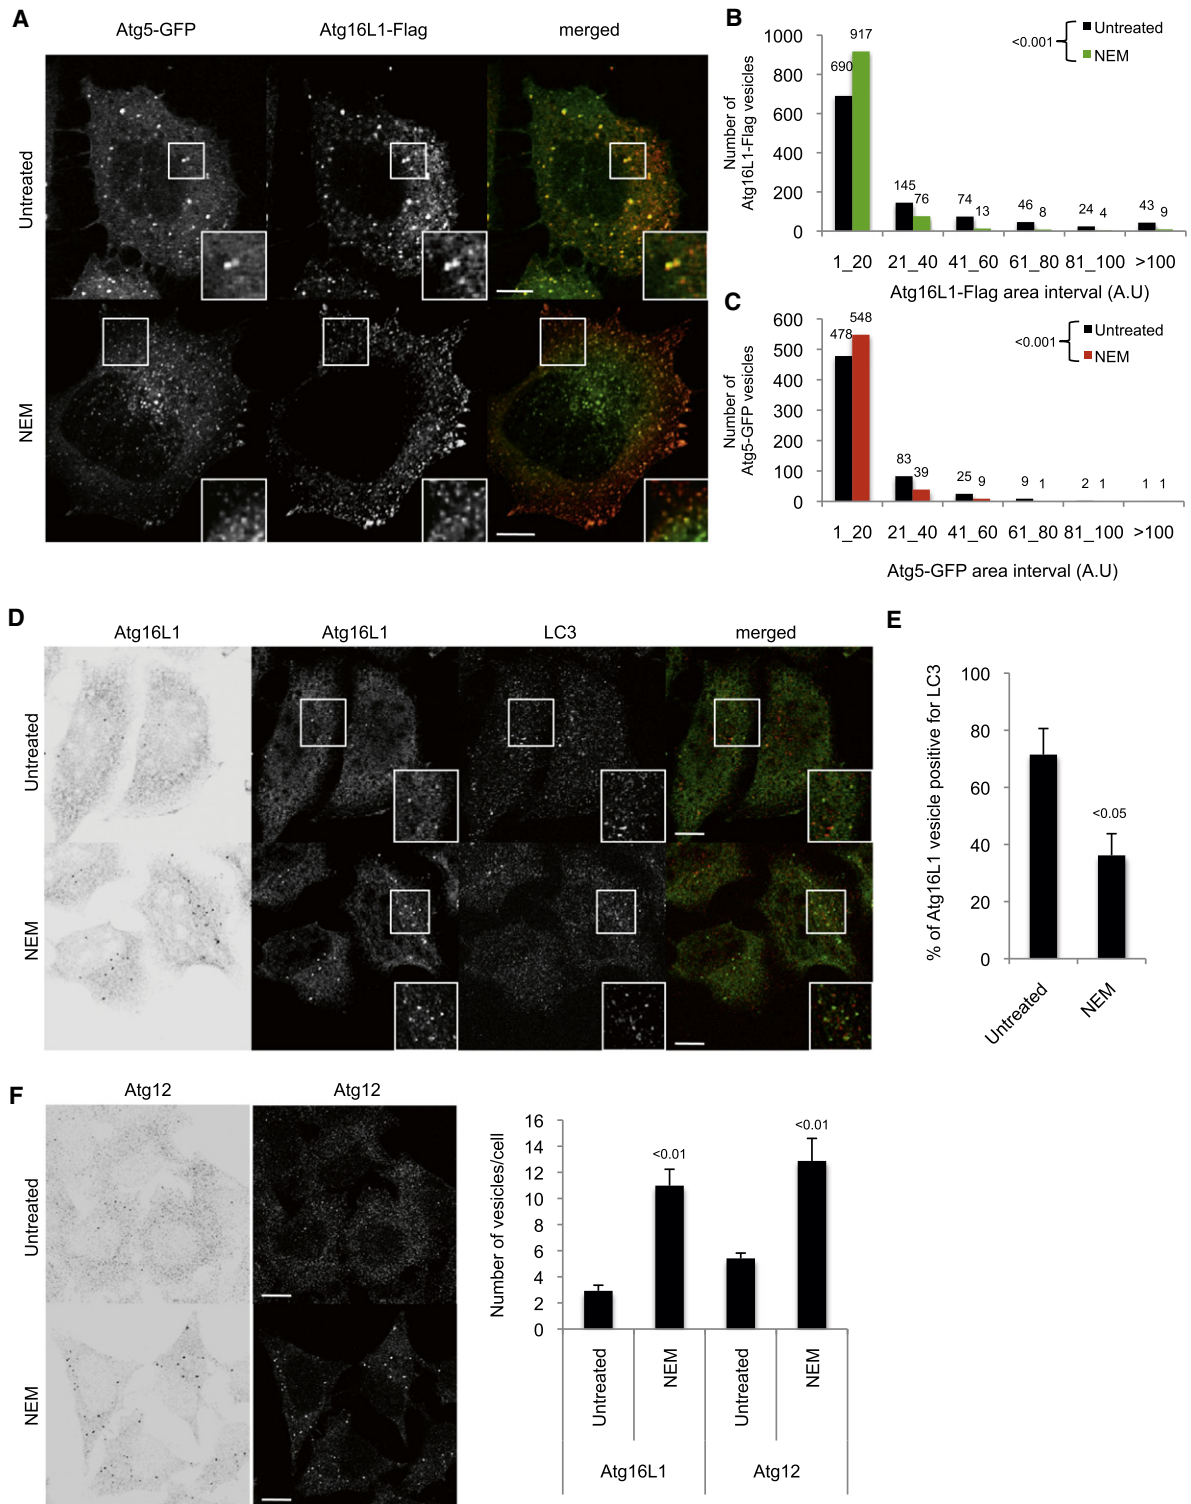 A
Atg5-GFP
Atg16L1-Flag
merged
Untreated
NEM
B
Number of
Atg16L1-Flag vesicles
1000
800
600
400
200
0
690
917
145
76
74
13
46
8
24
4
43
9
<0.001
Untreated
NEM
1_20
21_40
41_60
61_80
81_100
>100
Atg16L1-Flag area interval (A.U)
C
Number of
Atg5-GFP vesicles
600
500
400
300
200
100
0
478
548
83
39
25
9
9
1
2
1
1
1
<0.001
Untreated
NEM
1_20
21_40
41_60
61_80
81_100
>100
Atg5-GFP area interval (A.U)
D
Atg16L1
Atg16L1
LC3
merged
Untreated
NEM
E
% of Atg16L1 vesicle positive for LC3
100
80
60
40
20
0
<0.05
Untreated
NEM
F
Atg12
Atg12
Untreated
NEM
Number of vesicles/cell
16
14
12
10
8
6
4
2
0
<0.01
<0.01
Untreated
NEM
Untreated
NEM
Atg16L1
Atg12